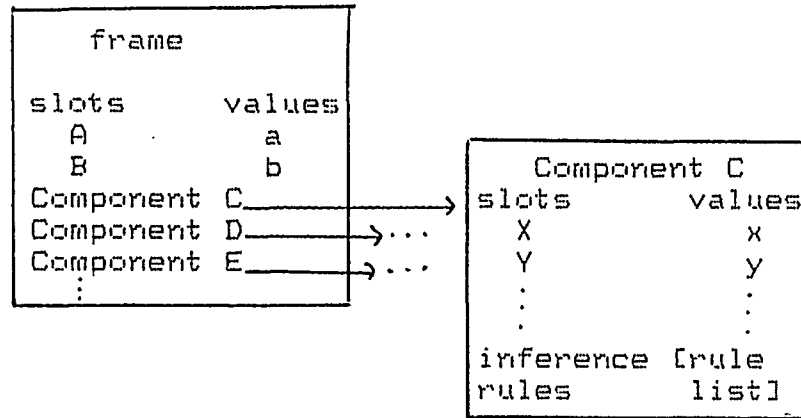 frame
slots values
A a
B b
Component C
Component D ...
Component E ...
Component C
slots values
X x
Y y
inference [rule
rules list]